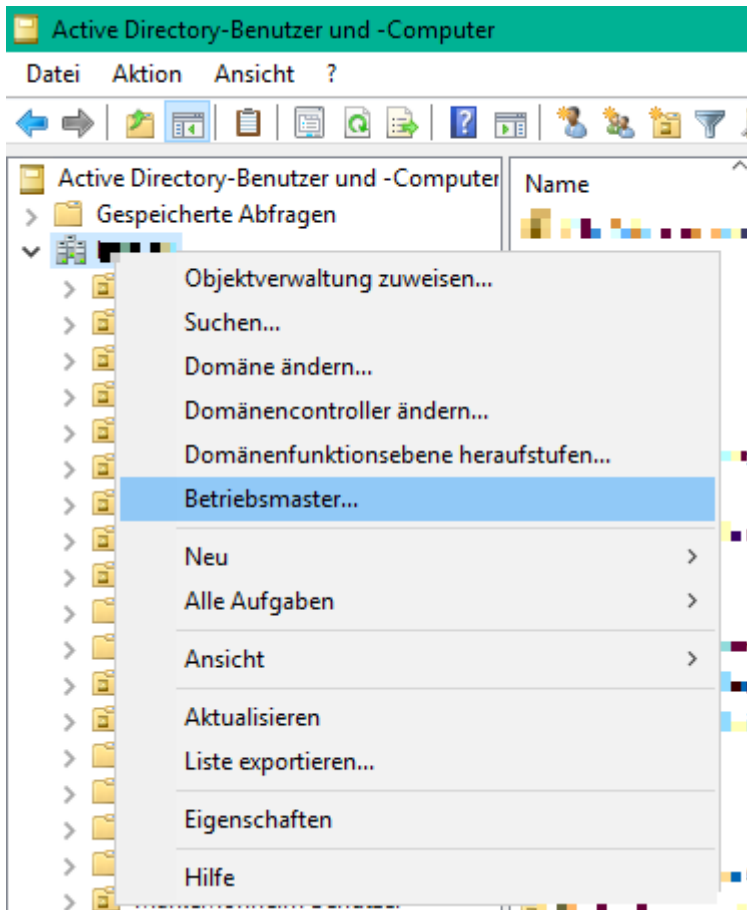 Active Directory-Benutzer und -Computer
Datei Aktion Ansicht ?
Active Directory-Benutzer und -Computer
Name
Gespeicherte Abfragen
Objektverwaltung zuweisen...
Suchen...
Domäne ändern...
Domänencontroller ändern...
Domänenfunktionsebene heraufstufen...
Betriebsmaster...
Neu
Alle Aufgaben
Ansicht
Aktualisieren
Liste exportieren...
Eigenschaften
Hilfe